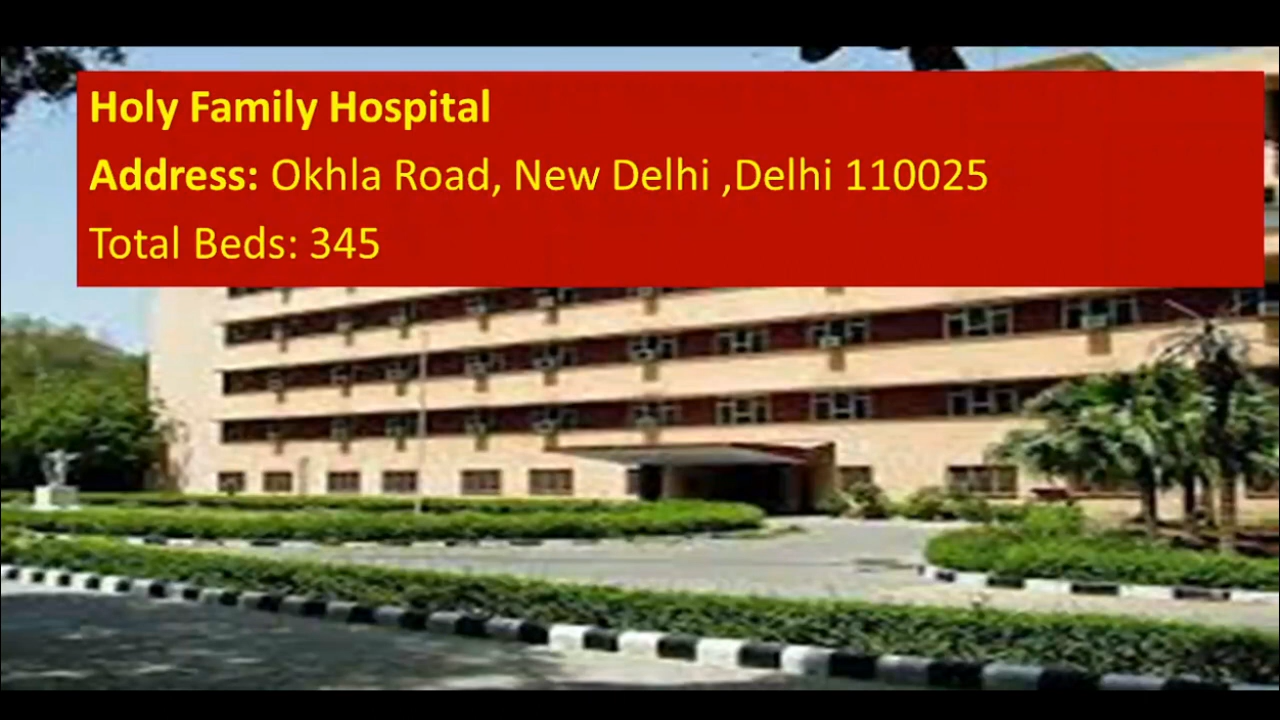 Holy Family Hospital
Address: Okhla Road, New Delhi ,Delhi 110025
Total Beds: 345